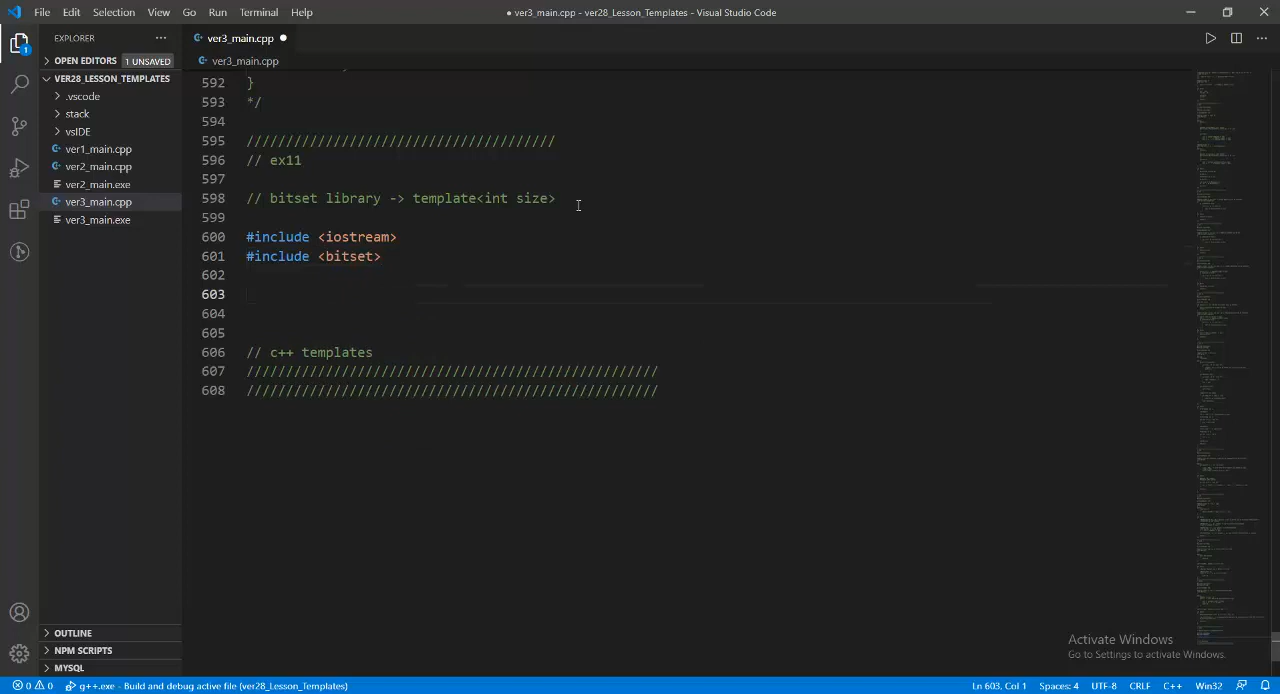 File Edit Selection View Go Run Terminal Help
● ver3_main.cpp - ver28_Lesson_Templates - Visual Studio Code
EXPLORER
OPEN EDITORS 1 UNSAVED
VER28_LESSON_TEMPLATES
.vscode
stack
vsIDE
ver1_main.cpp
ver2_main.cpp
ver2_main.exe
ver3_main.cpp
ver3_main.exe
OUTLINE
NPM SCRIPTS
MYSQL
1
ver3_main.cpp ●
ver3_main.cpp
592 }
593 */
594
595 ///////////////////////////////////////
596 // ex11
597
598 // bitset library -> template<int size>
599
600 #include <iostream>
601 #include <bitset>
602
603
604
605
606 // c++ templates
607 ////////////////////////////////////////////////////
608 ////////////////////////////////////////////////////
Activate Windows
Go to Settings to activate Windows.
0 0 g++.exe - Build and debug active file (ver28_Lesson_Templates)
Ln 603, Col 1 Spaces: 4 UTF-8 CRLF C++ Win32